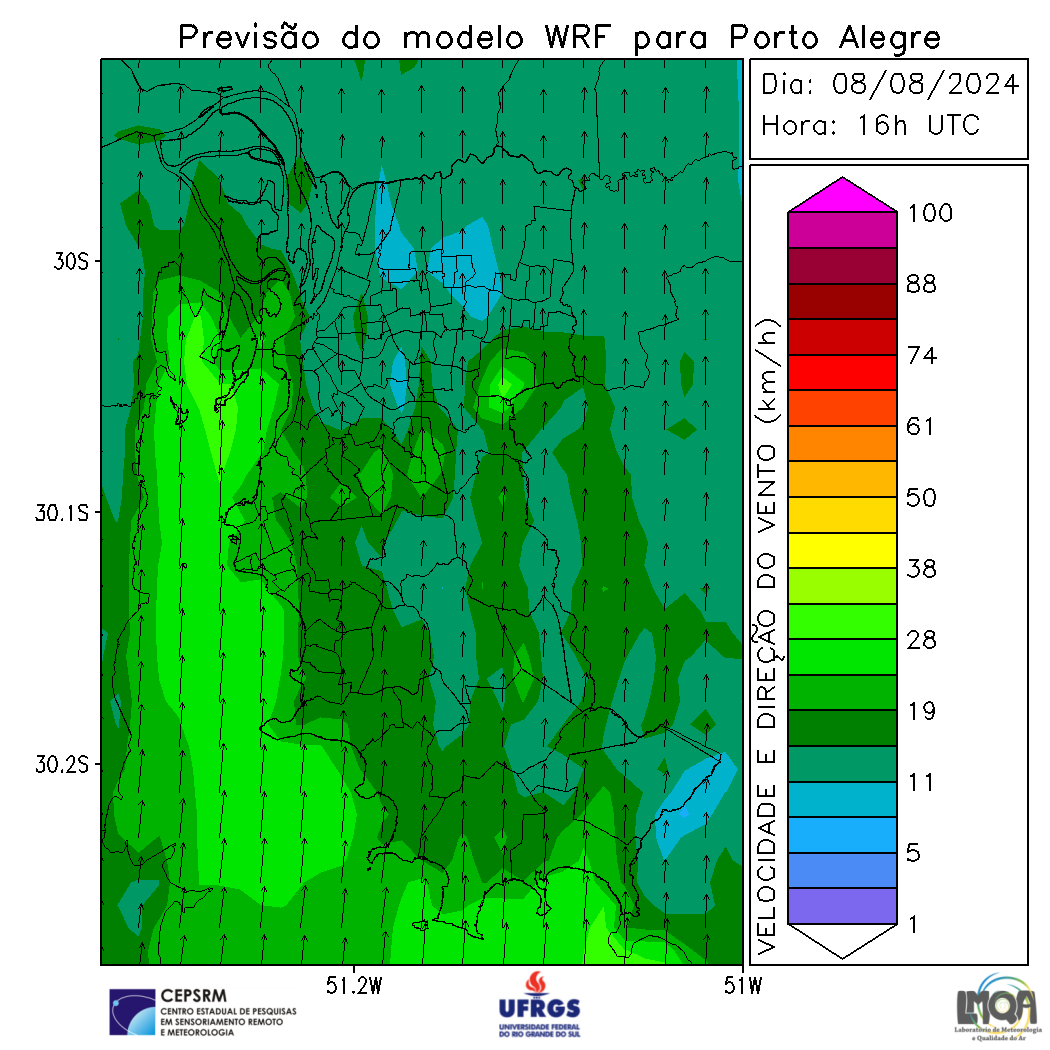 Previsão do modelo WRF para Porto Alegre
Dia: 08/08/2024
Hora: 16h UTC
30S
30.1S
30.2S
51.2W
51W
VELOCIDADE E DIREÇÃO DO VENTO (km/h)
100
88
74
61
50
38
28
19
11
5
1
CEPSRM
CENTRO ESTADUAL DE PESQUISAS
EM SENSORIAMENTO REMOTO
E METEOROLOGIA
UFRGS
UNIVERSIDADE FEDERAL
DO RIO GRANDE DO SUL
LMQA
Laboratório de Meteorologia
e Qualidade do Ar